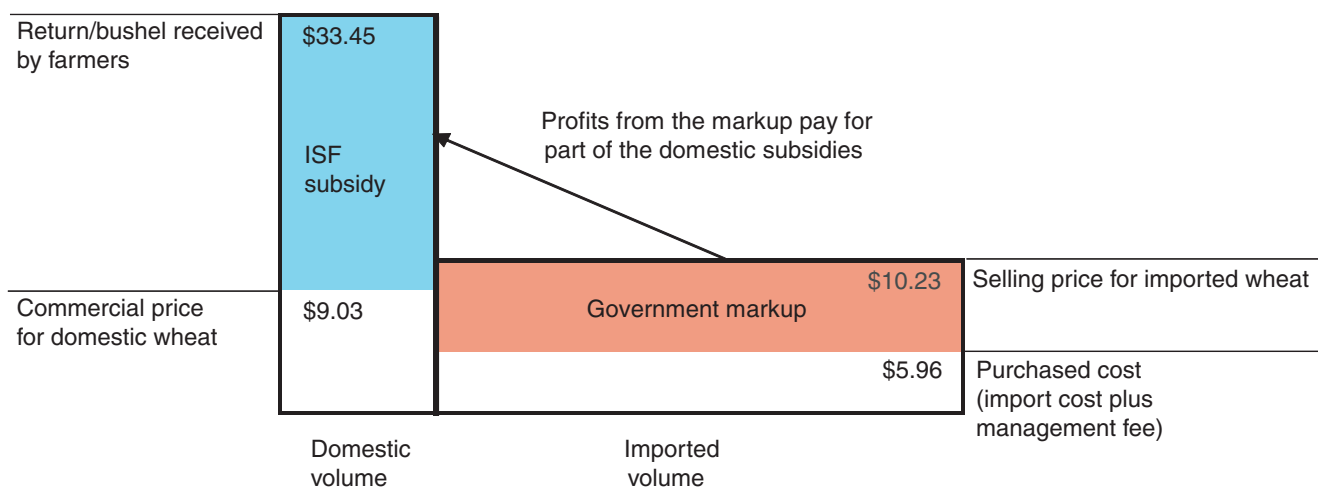 Return/bushel received
by farmers
$33.45
Profits from the markup pay for
part of the domestic subsidies
ISF
subsidy
$10.23
Selling price for imported wheat
Commercial price
for domestic wheat
$9.03
Government markup
$5.96
Purchased cost
(import cost plus
management fee)
Domestic
volume
Imported
volume